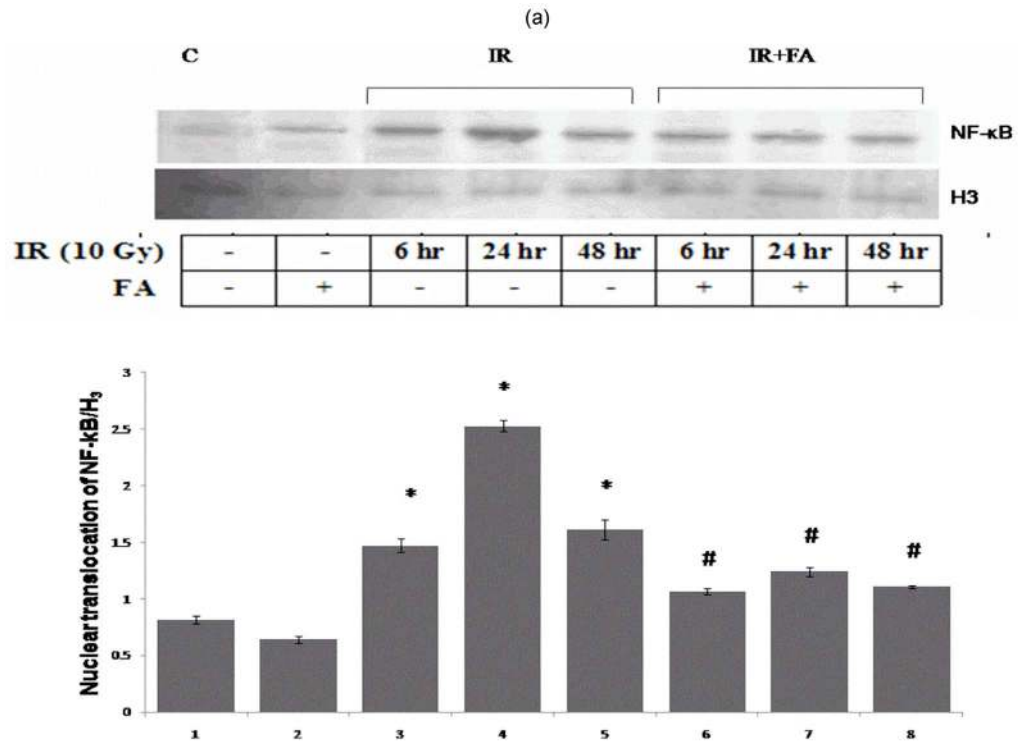 (a)
C IR IR+FA
NF-κB
H3
IR (10 Gy) - - 6 hr 24 hr 48 hr 6 hr 24 hr 48 hr
FA - + - - - + + +
Nuclear translocation of NF-kB/H3
3
*
2.5
*
*
2
1.5
#
#
#
1
0.5
0
1 2 3 4 5 6 7 8